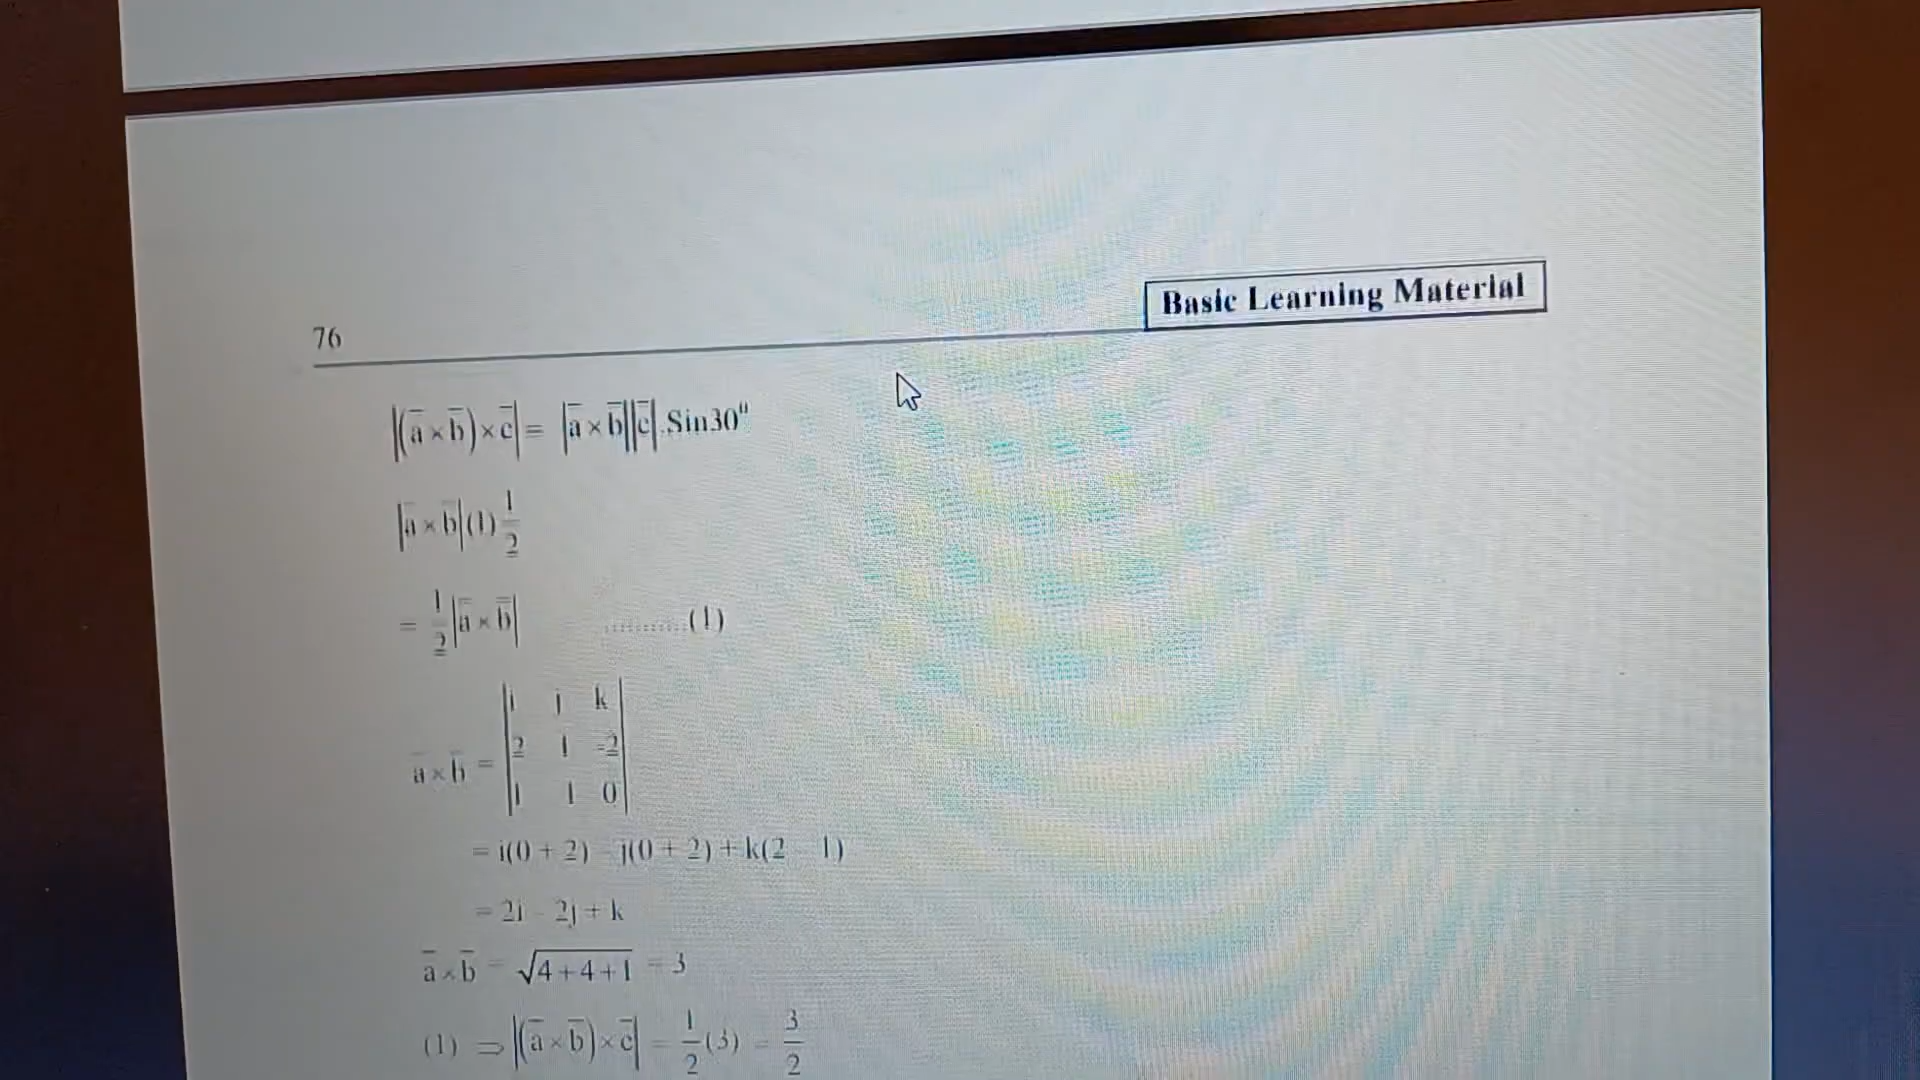 Basic Learning Material
76
|(a̅ × b̅) × c̅| = |a̅ × b̅||c̅|.Sin30⁰
|a̅ × b̅|(1) 1/2
= 1/2 |a̅ × b̅| ............(1)
a̅ × b̅ = | i j k |
| 2 1 -2 |
| 1 1 0 |
= i(0 + 2) - j(0 + 2) + k(2 - 1)
= 2i - 2j + k
a̅ × b̅ = √4 + 4 + 1 = 3
(1) ⇒ |(a̅ × b̅) × c̅| = 1/2 (3) = 3/2